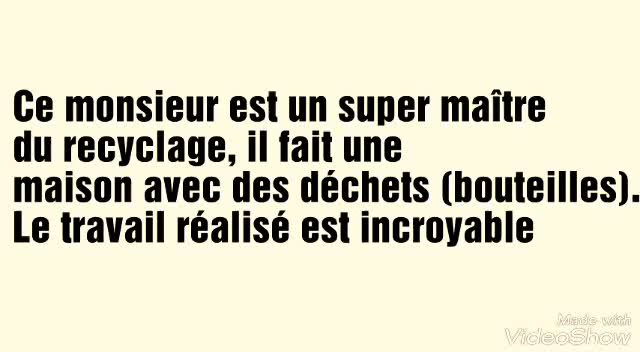 Ce monsieur est un super maître
du recyclage, il fait une
maison avec des déchets (bouteilles).
Le travail réalisé est incroyable
Made with
VideoShow